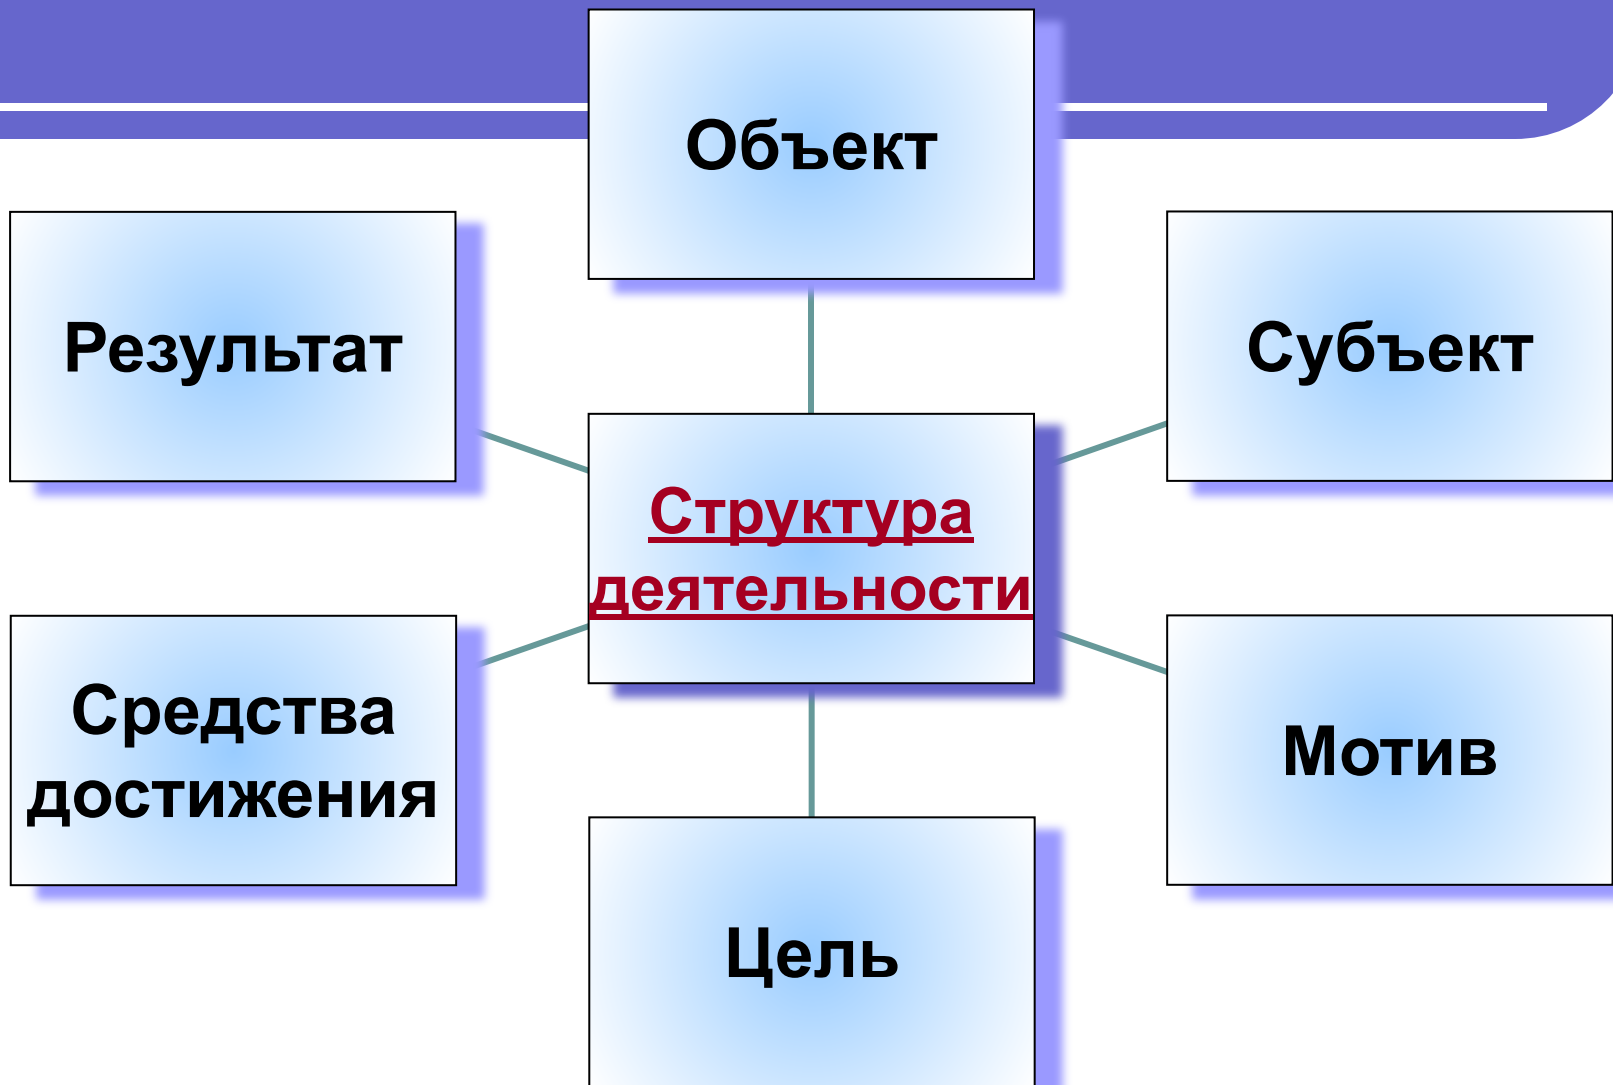 Объект
Результат
Субъект
Структура
деятельности
Средства
достижения
Мотив
Цель